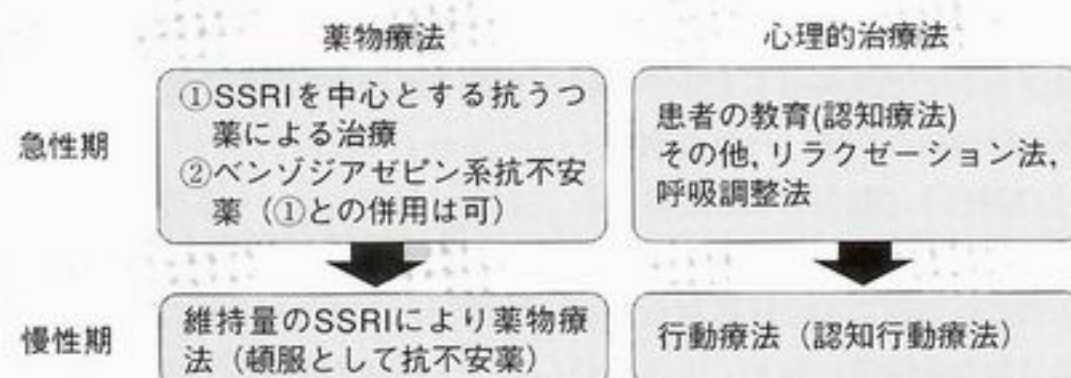 薬物療法
心理的治療法
急性期
①SSRIを中心とする抗うつ
薬による治療
②ベンゾジアゼピン系抗不安
薬（①との併用は可）
患者の教育(認知療法)
その他,リラクゼーション法,
呼吸調整法
慢性期
維持量のSSRIにより薬物療
法（頓服として抗不安薬）
行動療法（認知行動療法）